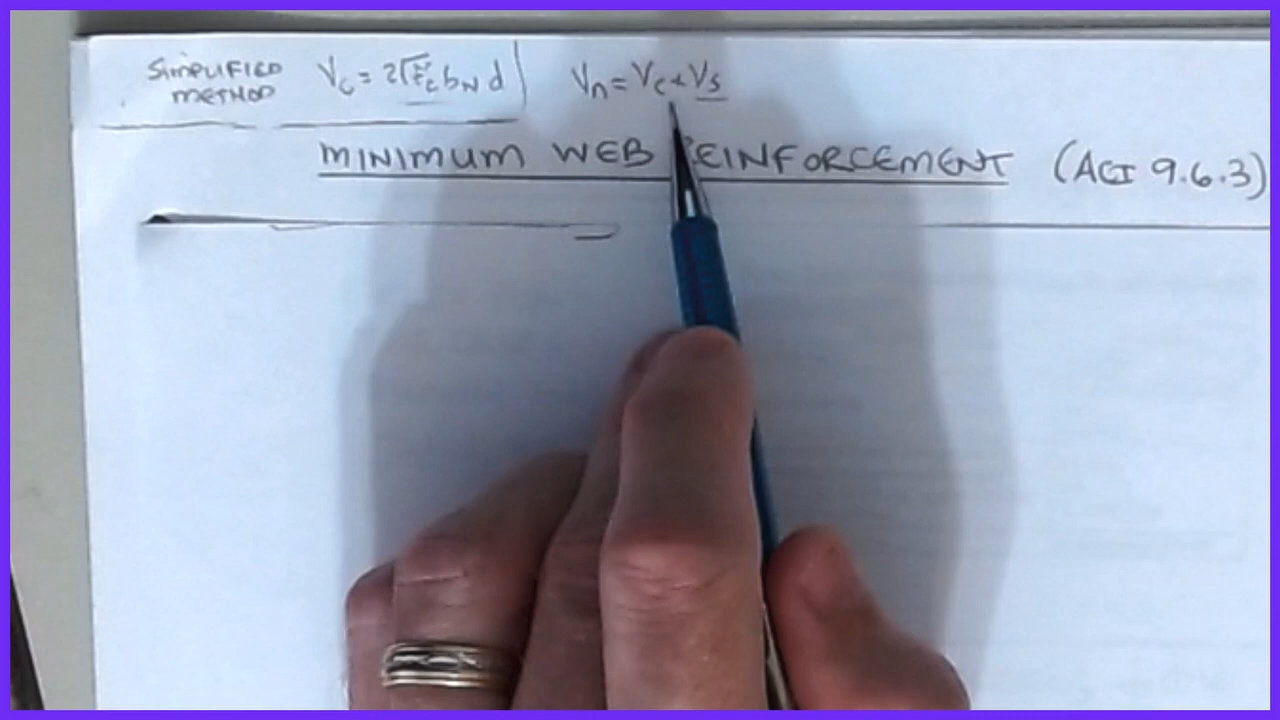 SIMPLIFIED METHOD Vc = 2√f'c bw d
Vn = Vc + Vs
MINIMUM WEB REINFORCEMENT (ACI 9.6.3)